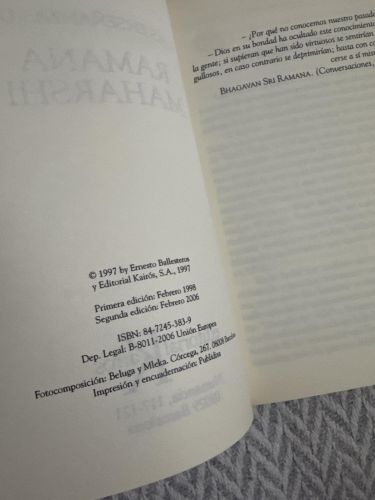 © 1997 by Ernesto Ballesteros
y Editorial Kairós, S.A., 1997
Primera edición: Febrero 1998
Segunda edición: Febrero 2006
ISBN: 84-7245-383-9
Dep. Legal: B-8011-2006 Unión Europea
Fotocomposición: Beluga y Mleka. Córcega, 267. 08008 Barcelona
Impresión y encuadernación: Publidisa
– ¿Por qué no conocemos nuestro pasado
– Dios en su bondad ha ocultado este conocimiento
la gente; si supieran que han sido virtuosos se sentirían
gullosos, en caso contrario se deprimirían; hasta con co
cerse a sí mis
BHAGAVAN SRI RAMANA. (Conversaciones,
RAMANA
MAHARSHI